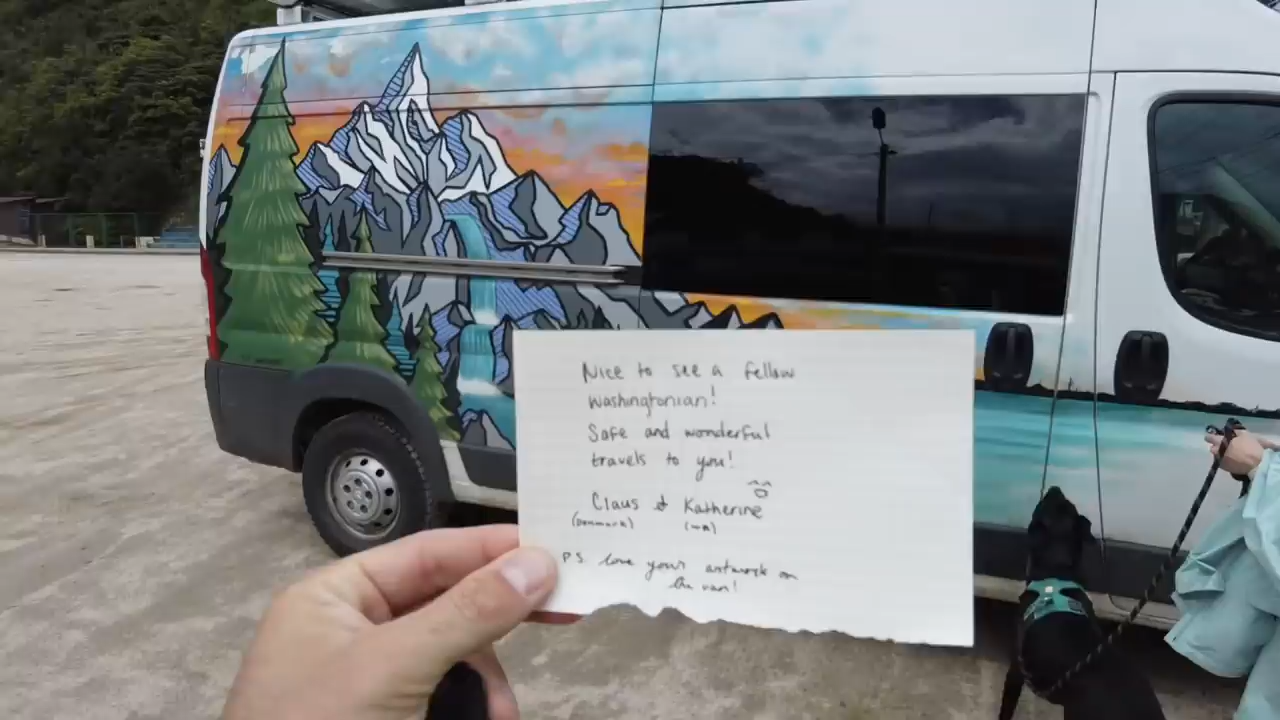 Nice to see a fellow
Washingtonian!
Safe and wonderful
travels to you!
Claus & Katherine
(Denmark) (WA)
PS. love your artwork on
the van!